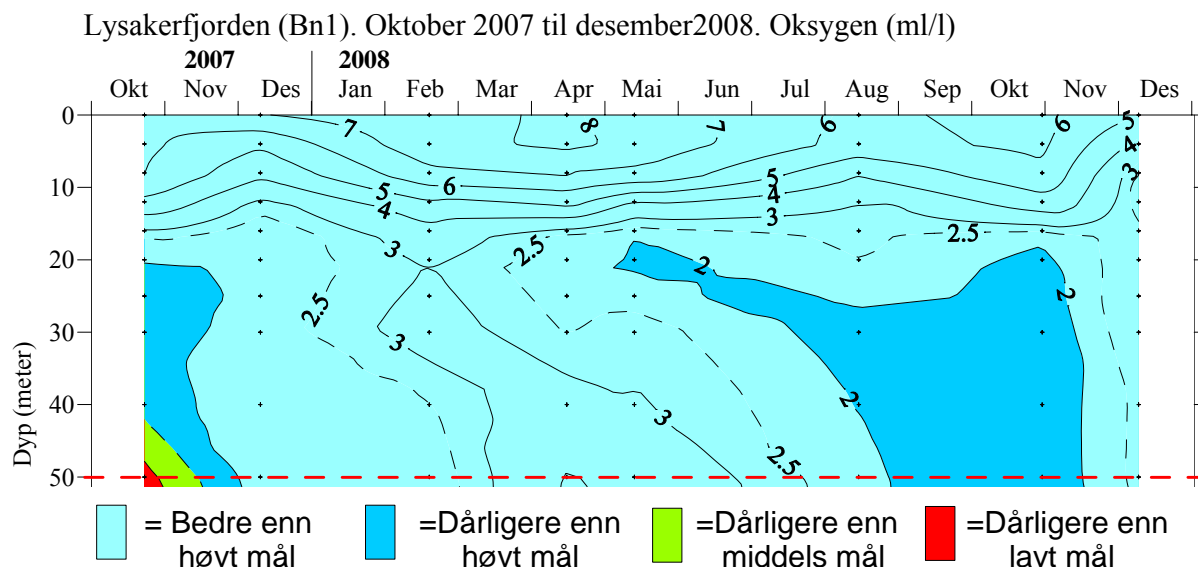 Lysakerfjorden (Bn1). Oktober 2007 til desember2008. Oksygen (ml/l)
2007 2008
Okt Nov Des Jan Feb Mar Apr Mai Jun Jul Aug Sep Okt Nov Des
0
10
20
30
40
50
Dyp (meter)
7 8 7 6 6 5
6 5 5 4
4 4 3
3 3
2.5 2.5
2 2
2.5
3
3 2
2.5
= Bedre enn
høyt mål
=Dårligere enn
høyt mål
=Dårligere enn
middels mål
=Dårligere enn
lavt mål